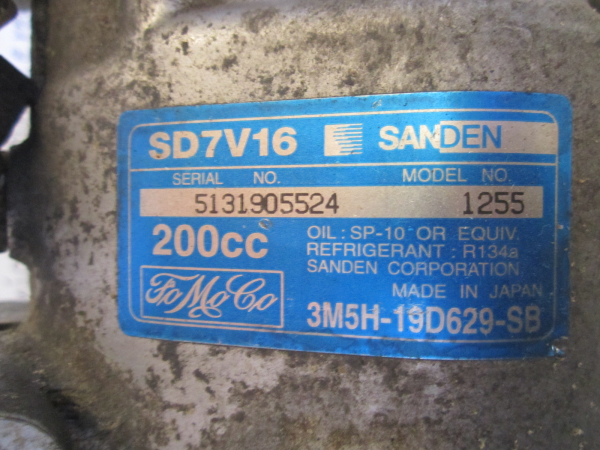 SD7V16 SANDEN
SERIAL NO. MODEL NO.
5131905524 1255
200cc OIL : SP-10 OR EQUIV.
REFRIGERANT : R134a
SANDEN CORPORATION
MADE IN JAPAN
FoMoCo 3M5H-19D629-SB